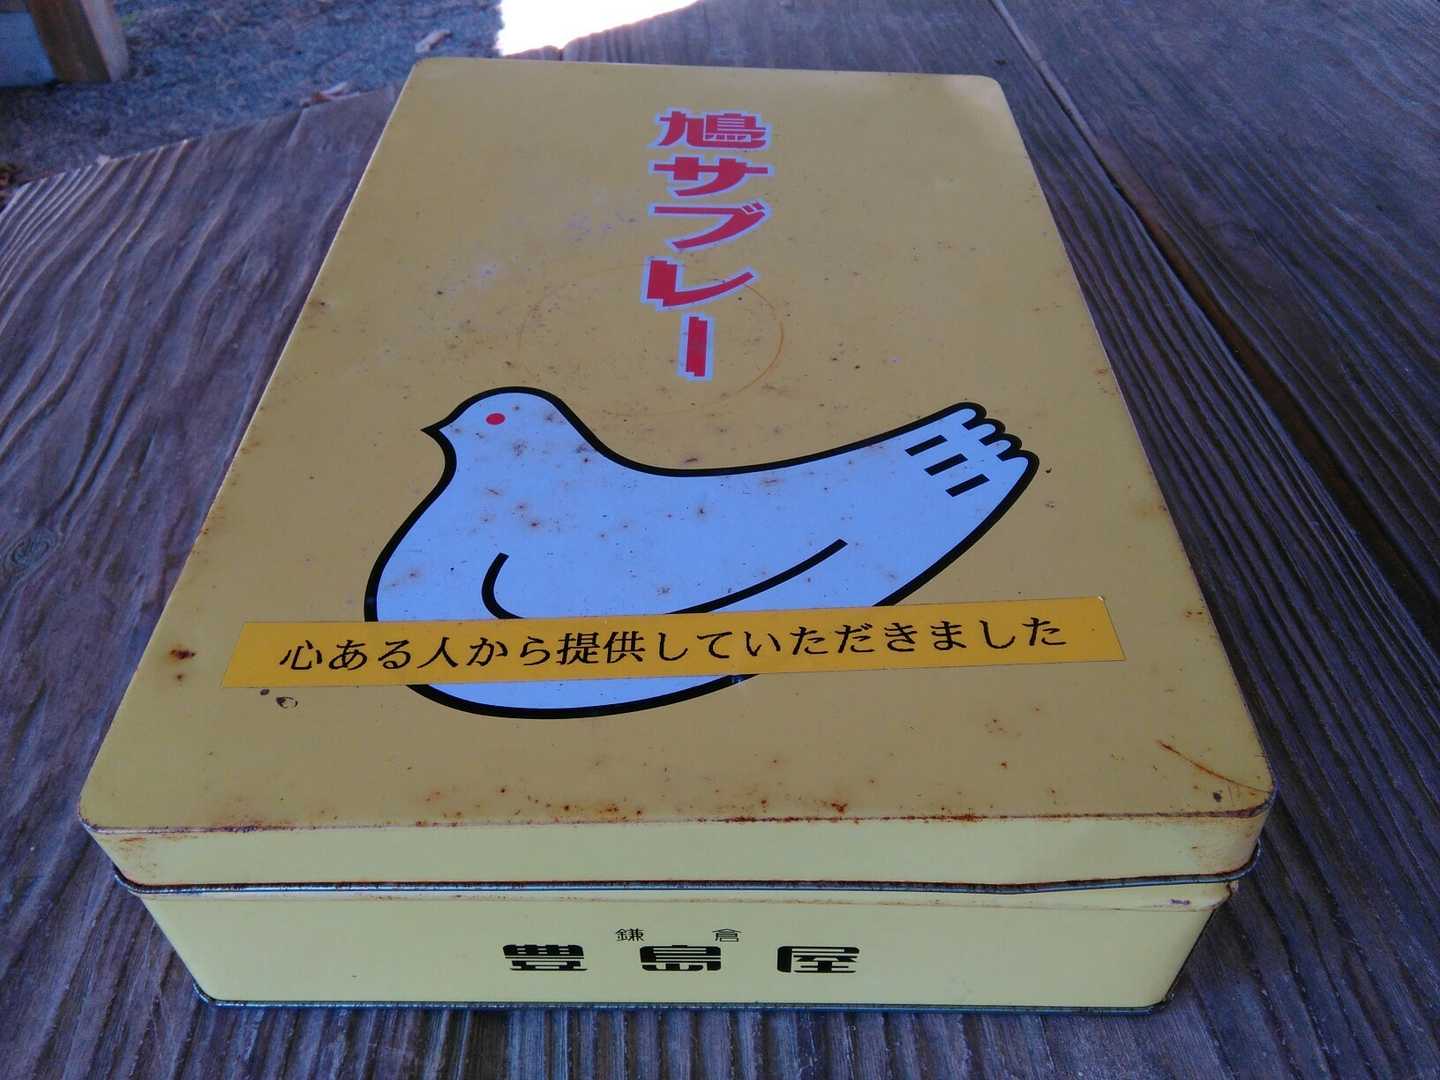 鳩サブレー
心ある人から提供していただきました
鎌倉
豊島屋